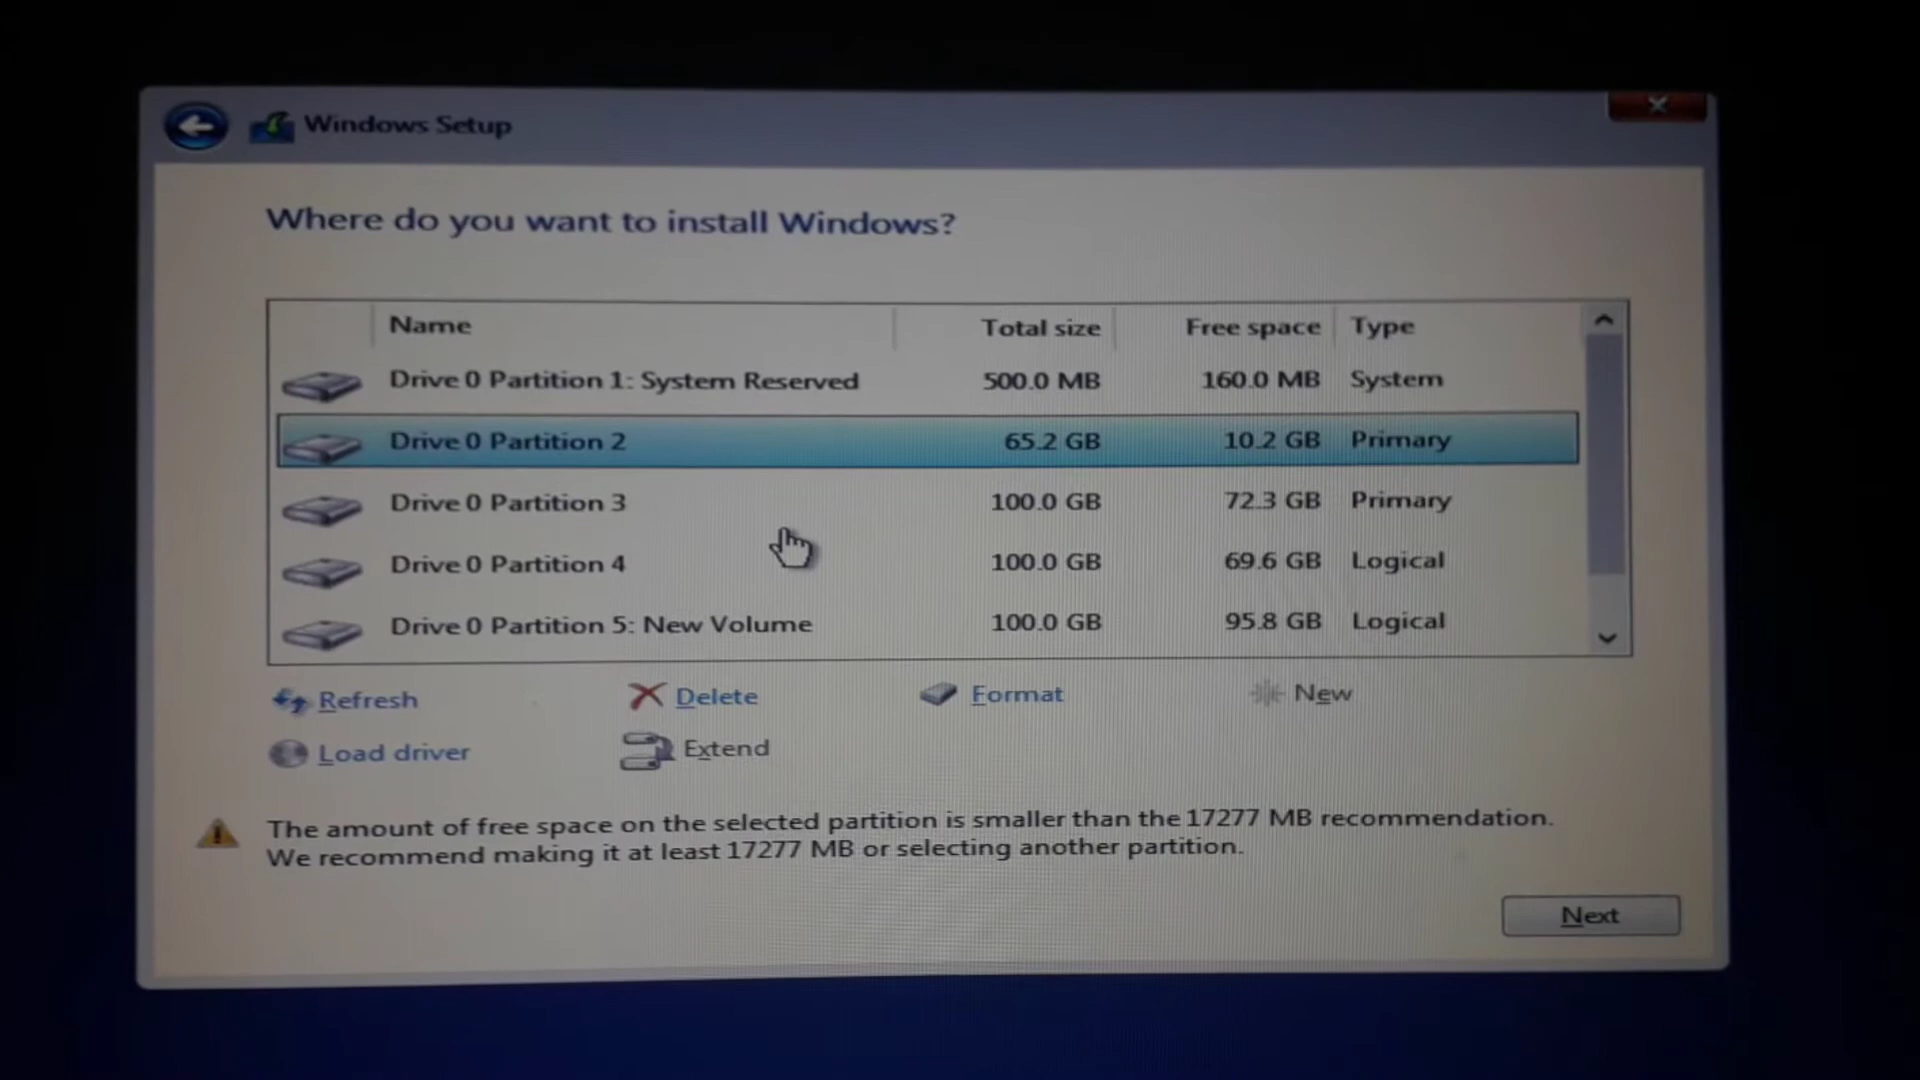 Windows Setup
Where do you want to install Windows?
Name Total size Free space Type
Drive 0 Partition 1: System Reserved 500.0 MB 160.0 MB System
Drive 0 Partition 2 65.2 GB 10.2 GB Primary
Drive 0 Partition 3 100.0 GB 72.3 GB Primary
Drive 0 Partition 4 100.0 GB 69.6 GB Logical
Drive 0 Partition 5: New Volume 100.0 GB 95.8 GB Logical
Refresh Delete Format New
Load driver Extend
The amount of free space on the selected partition is smaller than the 17277 MB recommendation.
We recommend making it at least 17277 MB or selecting another partition.
Next